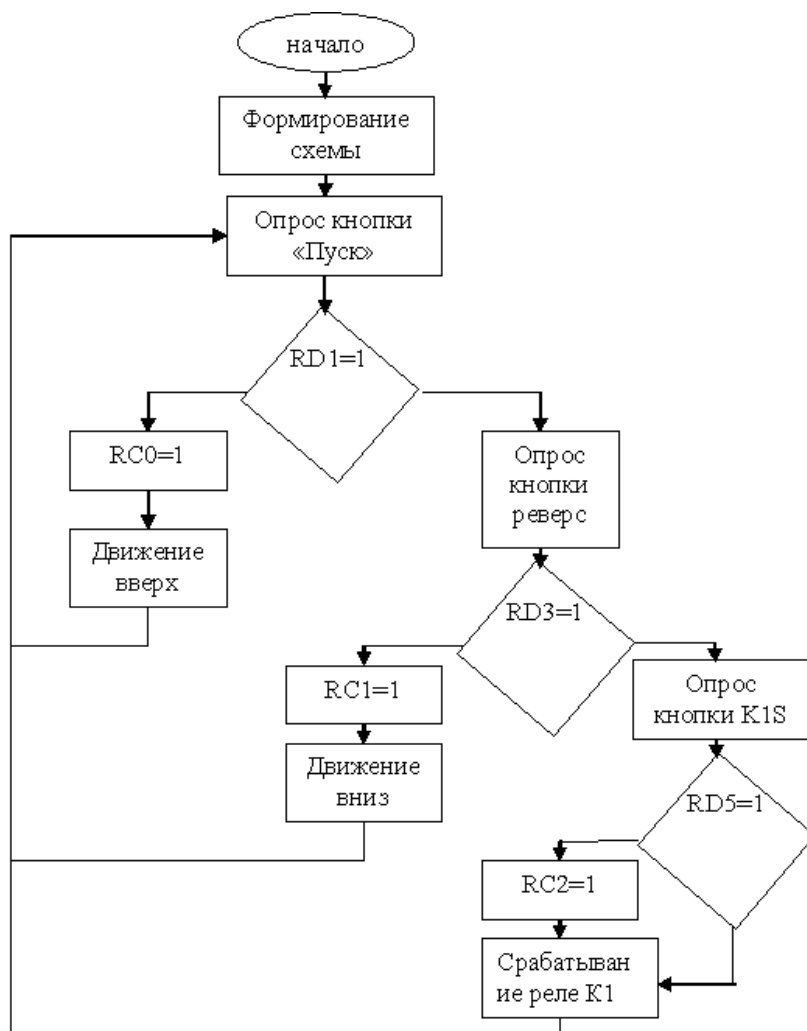 начало
Формирование
схемы
Опрос кнопки
«Пуск»
RD1=1
RC0=1
Опрос
кнопки
реверс
Движение
вверх
RD3=1
RC1=1
Опрос
кнопки K1S
Движение
вниз
RD5=1
RC2=1
Срабатыван
ие реле К1